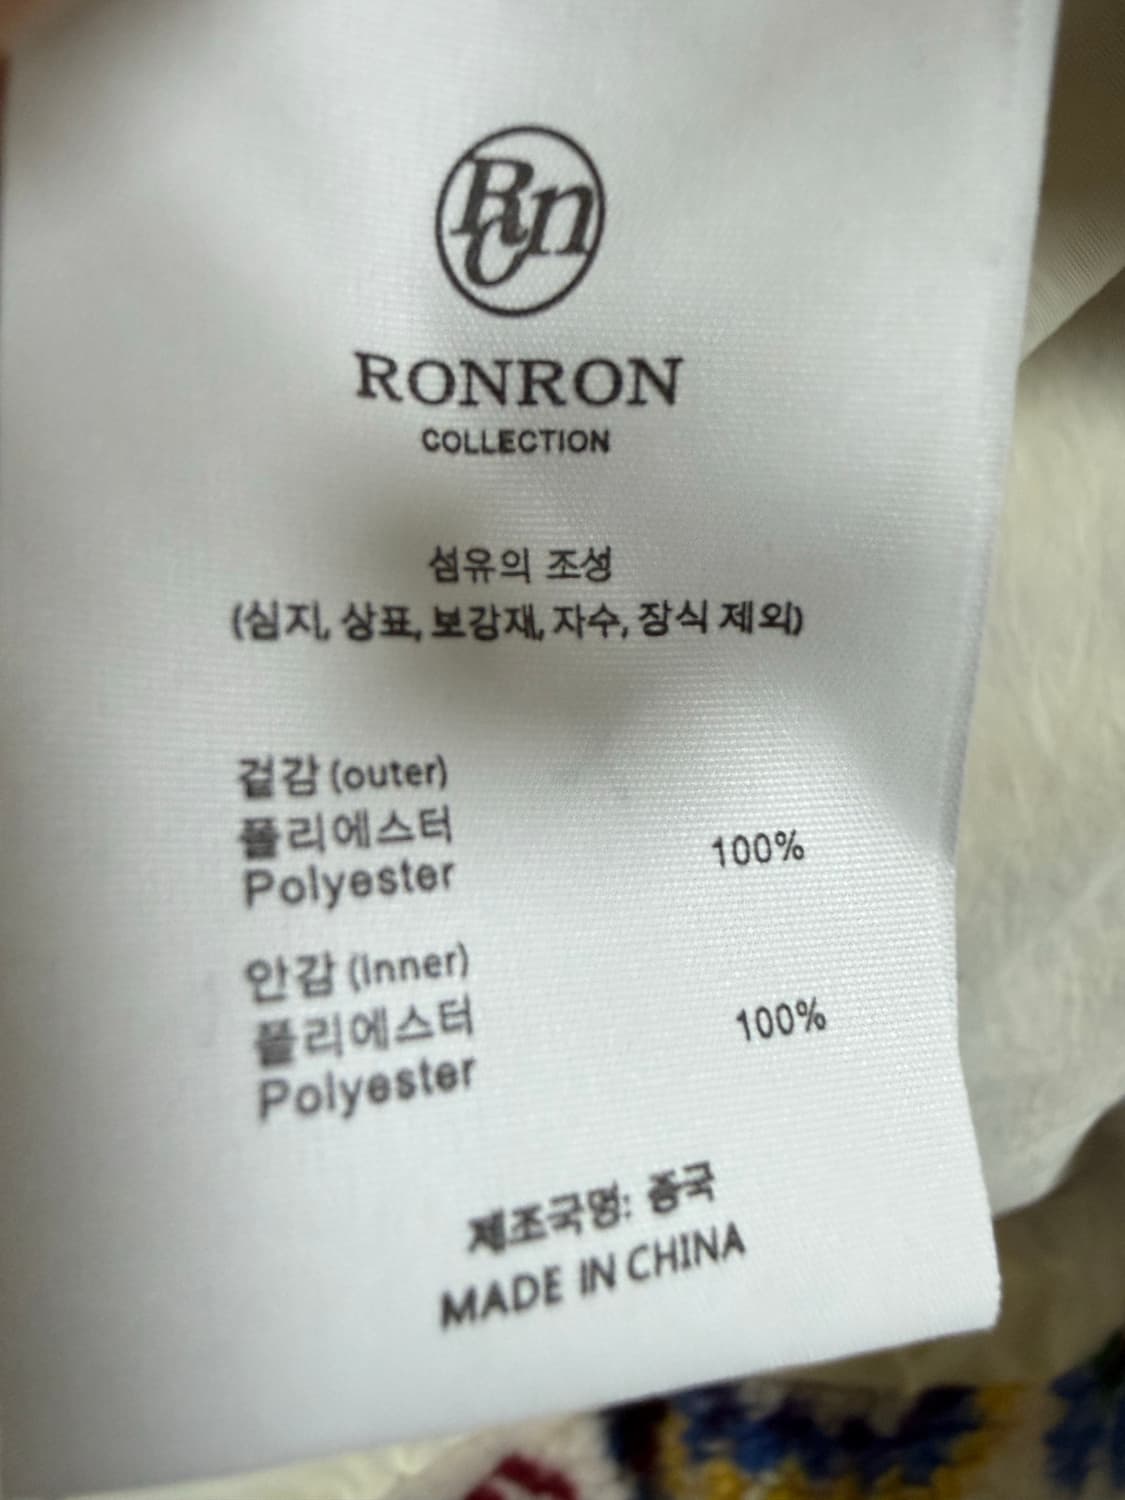 RCn
RONRON
COLLECTION
섬유의 조성
(심지, 상표, 보강재, 자수, 장식 제외)
겉감 (outer)
폴리에스터
Polyester 100%
안감 (Inner)
폴리에스터
Polyester 100%
제조국명: 중국
MADE IN CHINA